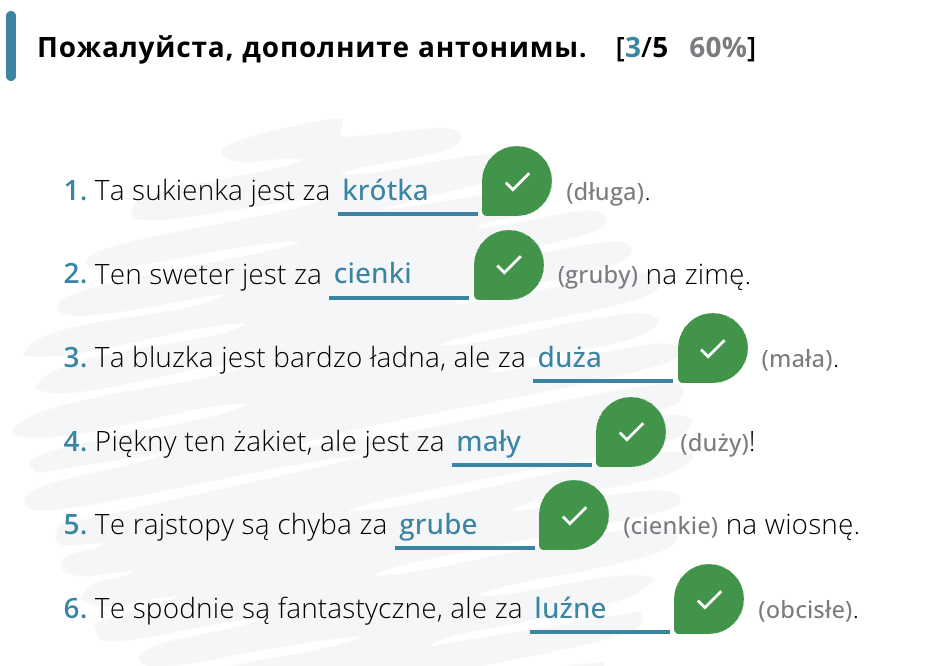 Пожалуйста, дополните антонимы. [3/5 60%]
1. Ta sukienka jest za krótka (długa).
2. Ten sweter jest za cienki (gruby) na zimę.
3. Ta bluzka jest bardzo ładna, ale za duża (mała).
4. Piękny ten żakiet, ale jest za mały (duży)!
5. Te rajstopy są chyba za grube (cienkie) na wiosnę.
6. Te spodnie są fantastyczne, ale za luźne (obcisłe).